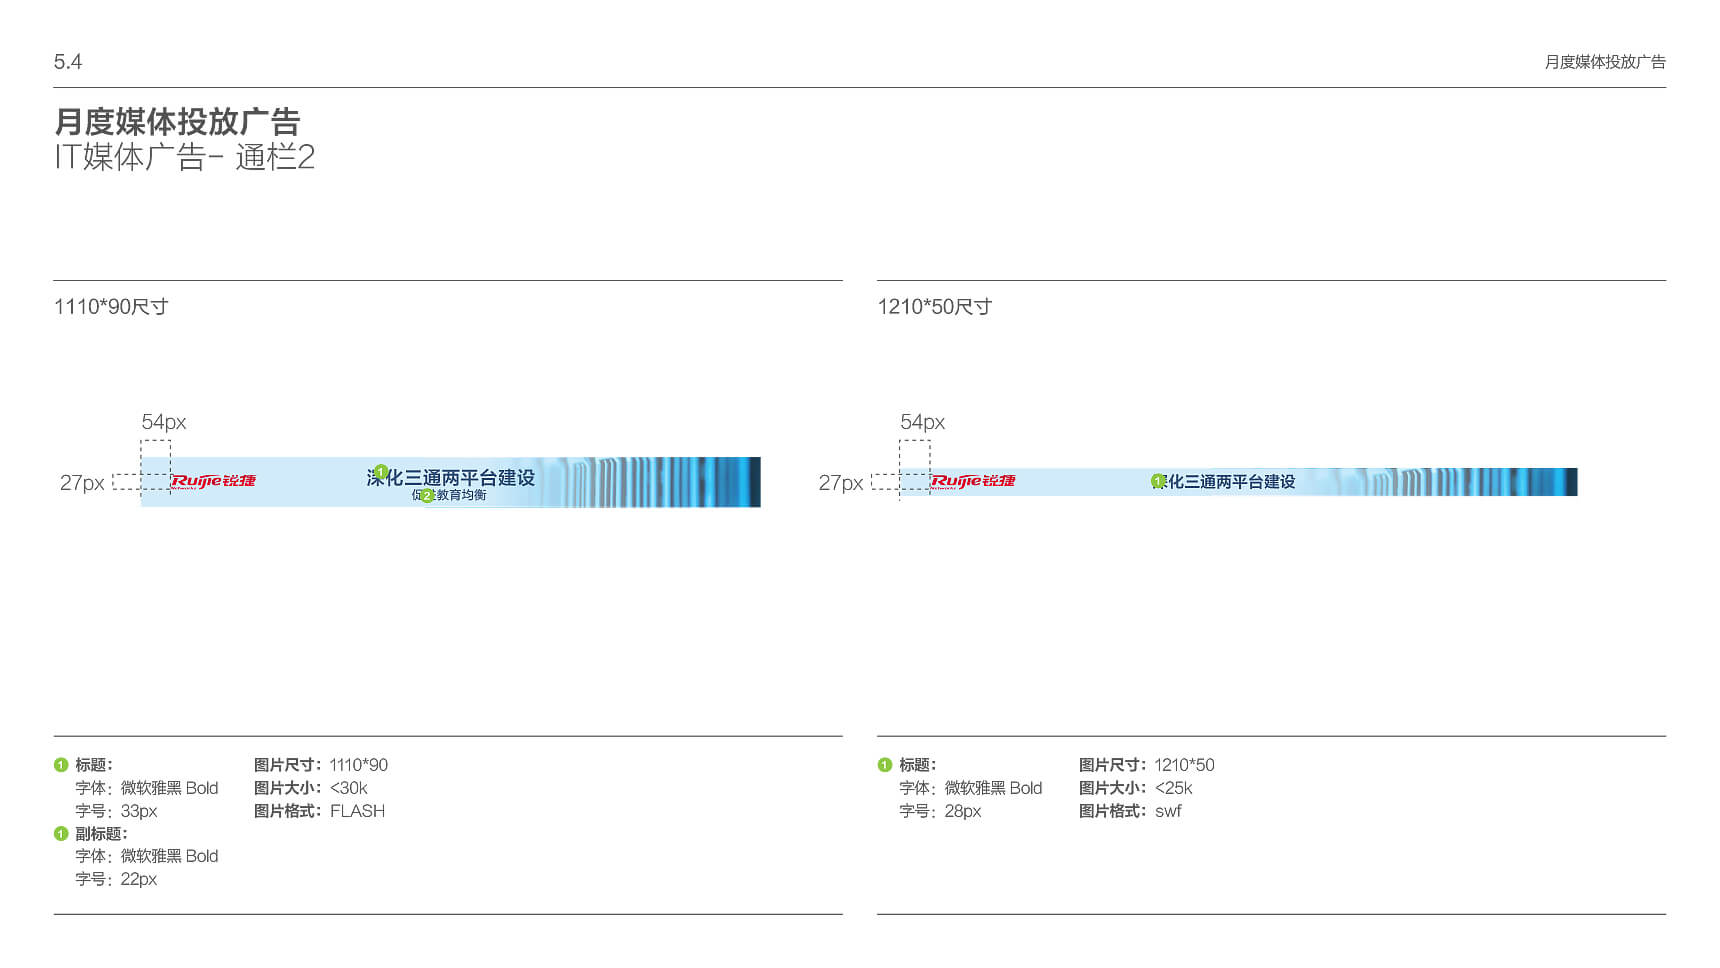 5.4
月度媒体投放广告
月度媒体投放广告
IT媒体广告- 通栏2
1110*90尺寸
54px
27px
Ruijie锐捷
深化三通两平台建设
促进教育均衡
1
2
1210*50尺寸
54px
27px
Ruijie锐捷
深化三通两平台建设
1
1 标题：
字体：微软雅黑 Bold
字号：33px
1 副标题：
字体：微软雅黑 Bold
字号：22px
图片尺寸：1110*90
图片大小：<30k
图片格式：FLASH
1 标题：
字体：微软雅黑 Bold
字号：28px
图片尺寸：1210*50
图片大小：<25k
图片格式：swf